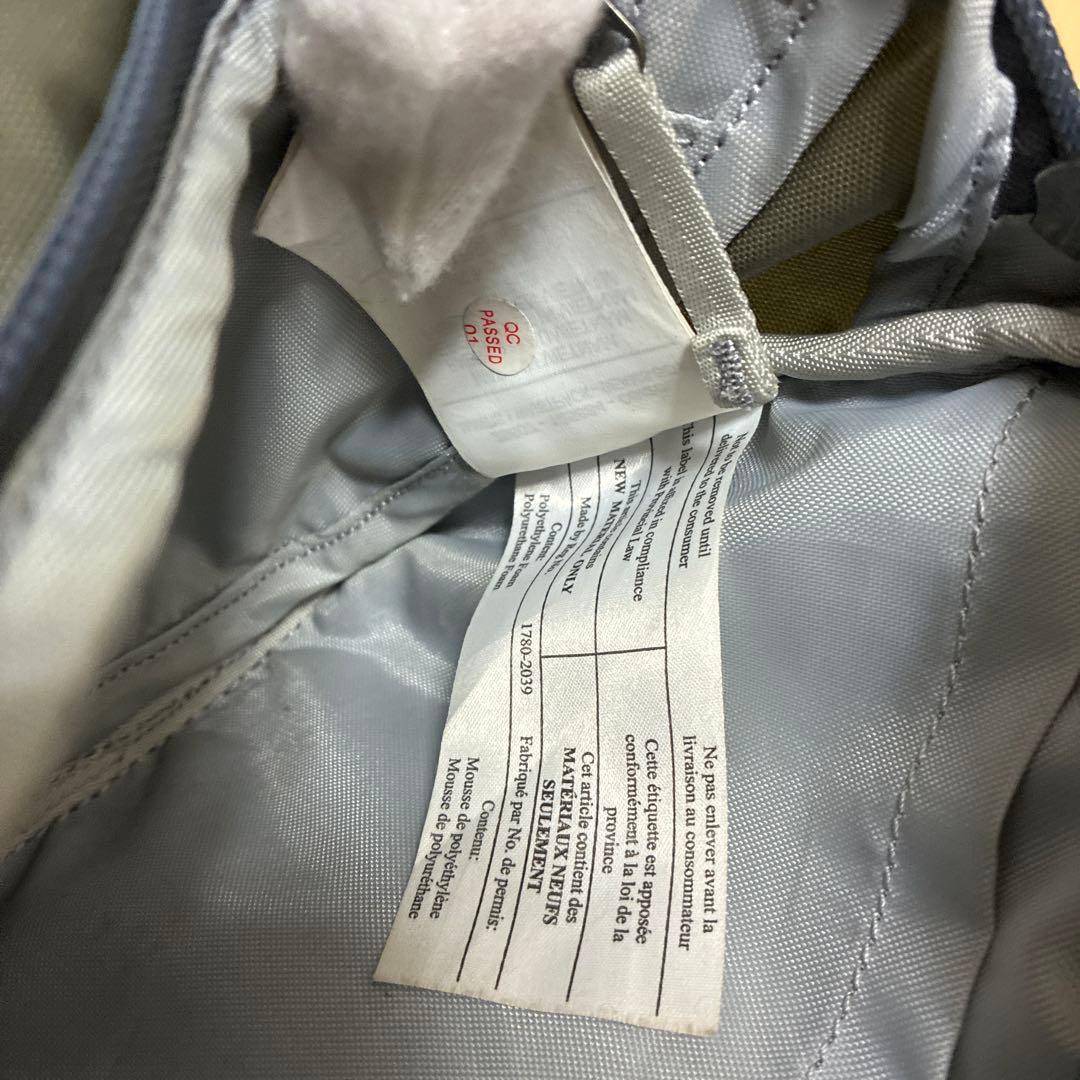 QC
PASSED
01
Not to be removed until
delivered to the consumer
This label is affixed in compliance
with Provincial Law
This article contains
NEW MATERIAL ONLY
Made by Reg. No.
1780-2039
Content:
Polyethylene Foam
Polyurethane Foam
Ne pas enlever avant la
livraison au consommateur
Cette étiquette est apposée
conformément à la loi de la
province
Cet article contient des
MATÉRIAUX NEUFS
SEULEMENT
Fabriqué par No. de permis:
Contenu:
Mousse de polyéthylène
Mousse de polyuréthane